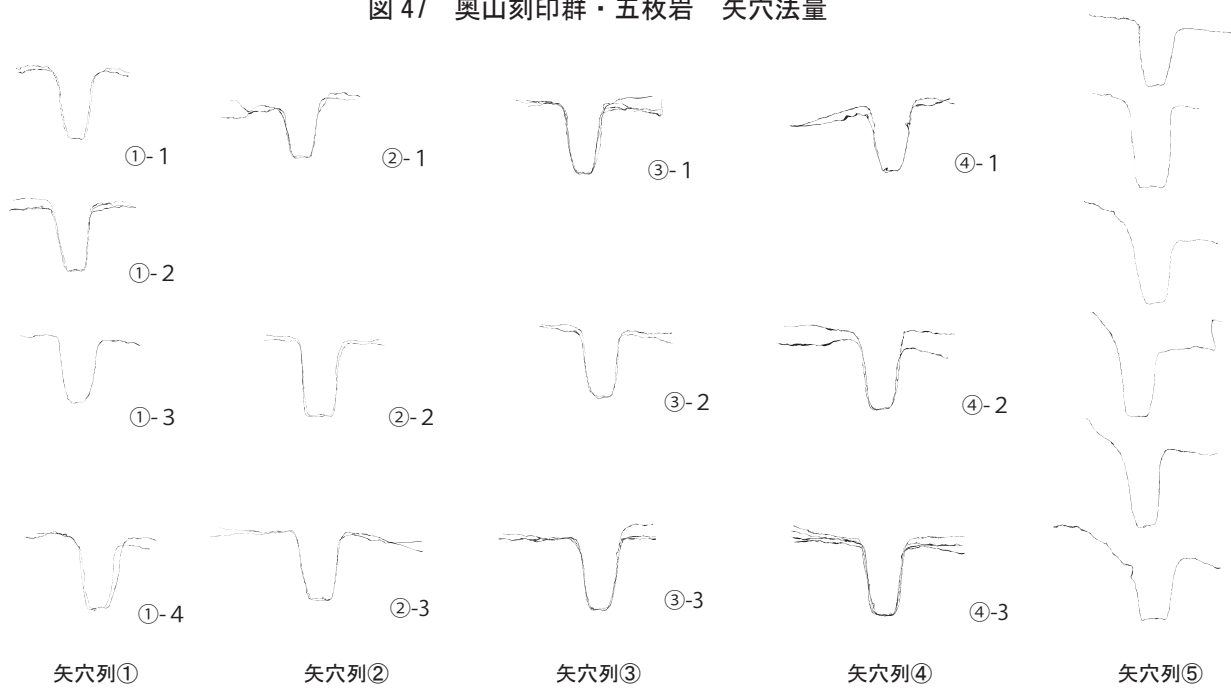 図 47　奥山刻印群・五枚岩　矢穴法量
①-1
②-1
③-1
④-1
①-2
①-3
②-2
③-2
④-2
①-4
②-3
③-3
④-3
矢穴列①
矢穴列②
矢穴列③
矢穴列④
矢穴列⑤